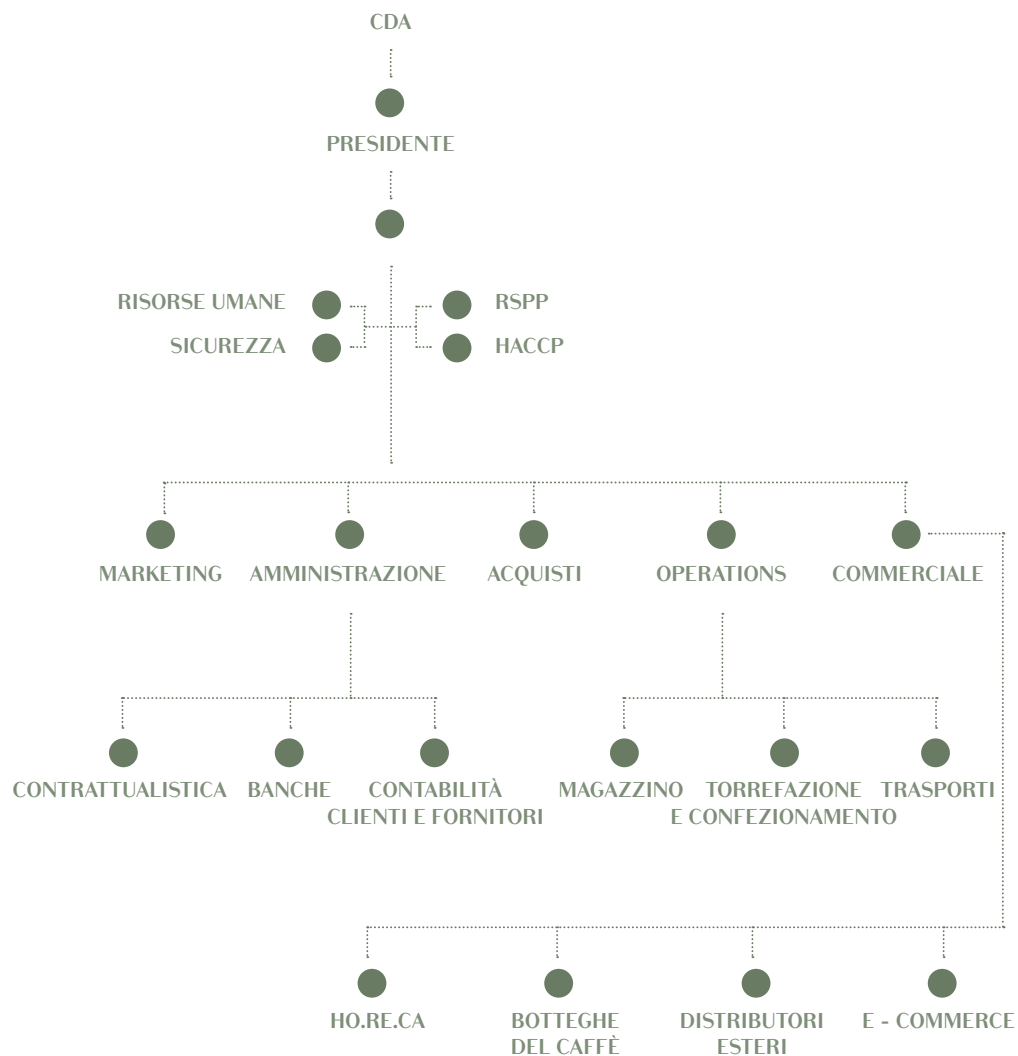 CDA
PRESIDENTE
RISORSE UMANE
RSPP
SICUREZZA
HACCP
MARKETING
AMMINISTRAZIONE
ACQUISTI
OPERATIONS
COMMERCIALE
CONTRATTUALISTICA
BANCHE
CONTABILITÀ
CLIENTI E FORNITORI
MAGAZZINO
TORREFAZIONE
E CONFEZIONAMENTO
TRASPORTI
HO.RE.CA
BOTTEGHE
DEL CAFFÈ
DISTRIBUTORI
ESTERI
E - COMMERCE